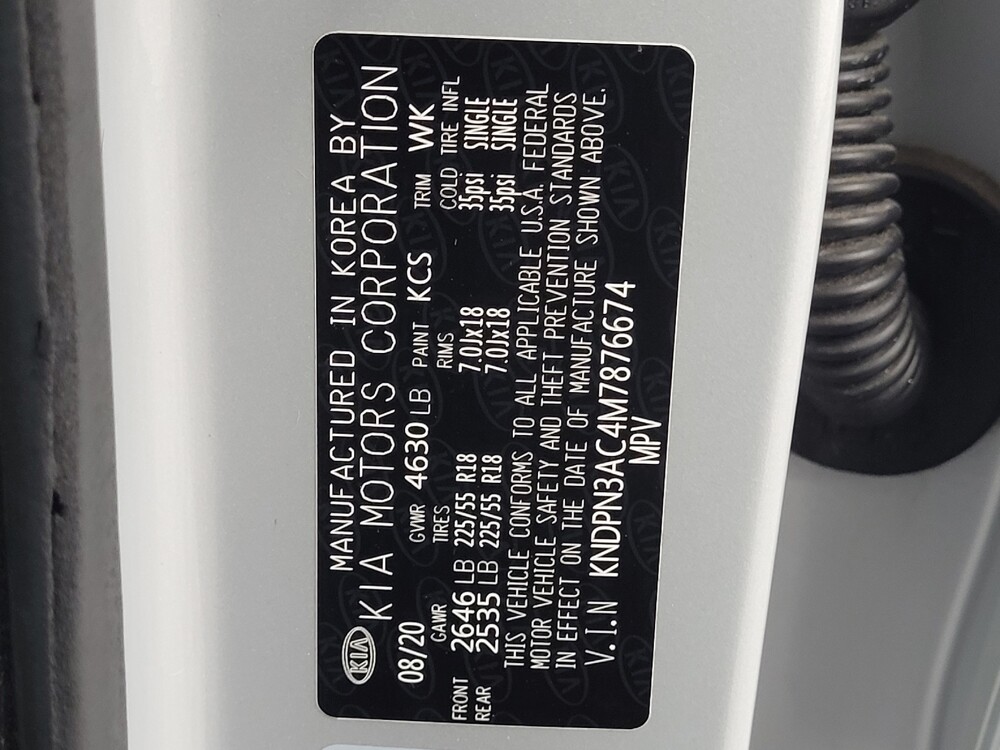 KIA MANUFACTURED IN KOREA BY
KIA MOTORS CORPORATION
08/20 GVWR 4630 LB PAINT KCS TRIM WK
GAWR TIRES RIMS COLD TIRE INFL
FRONT 2646 LB 225/55 R18 7.0Jx18 35psi SINGLE
REAR 2535 LB 225/55 R18 7.0Jx18 35psi SINGLE
THIS VEHICLE CONFORMS TO ALL APPLICABLE U.S.A. FEDERAL
MOTOR VEHICLE SAFETY AND THEFT PREVENTION STANDARDS
IN EFFECT ON THE DATE OF MANUFACTURE SHOWN ABOVE.
V.I.N KNDPN3AC4M7876674
MPV